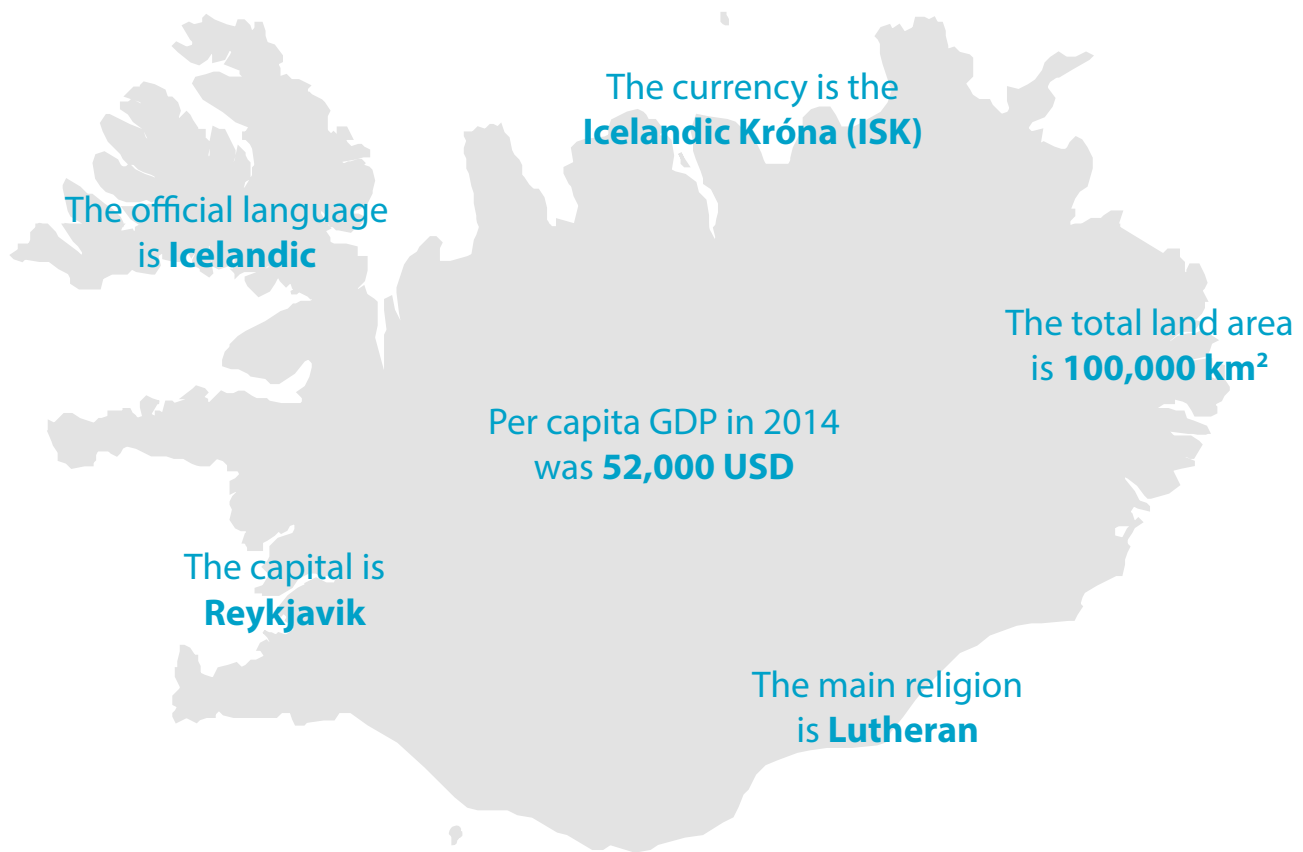 The currency is the
Icelandic Króna (ISK)
The official language
is Icelandic
The total land area
is 100,000 km²
Per capita GDP in 2014
was 52,000 USD
The capital is
Reykjavik
The main religion
is Lutheran